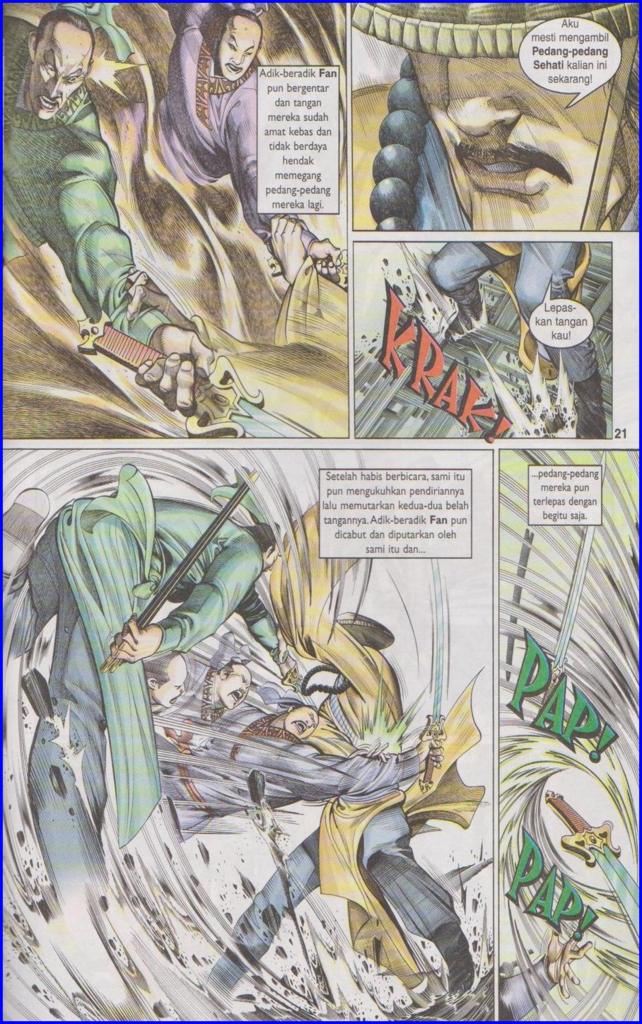 Adik-beradik Fan
pun bergentar
dan tangan
mereka sudah
amat kebas dan
tidak berdaya
hendak
memegang
pedang-pedang
mereka lagi.
Aku
mesti mengambil
Pedang-pedang
Sehati kalian ini
sekarang!
Lepas-
kan tangan
kau!
KRAK!
21
Setelah habis berbicara, sami itu
pun mengukuhkan pendiriannya
lalu memutarkan kedua-dua belah
tangannya. Adik-beradik Fan pun
dicabut dan diputarkan oleh
sami itu dan...
...pedang-pedang
mereka pun
terlepas dengan
begitu saja.
PAP!
PAP!